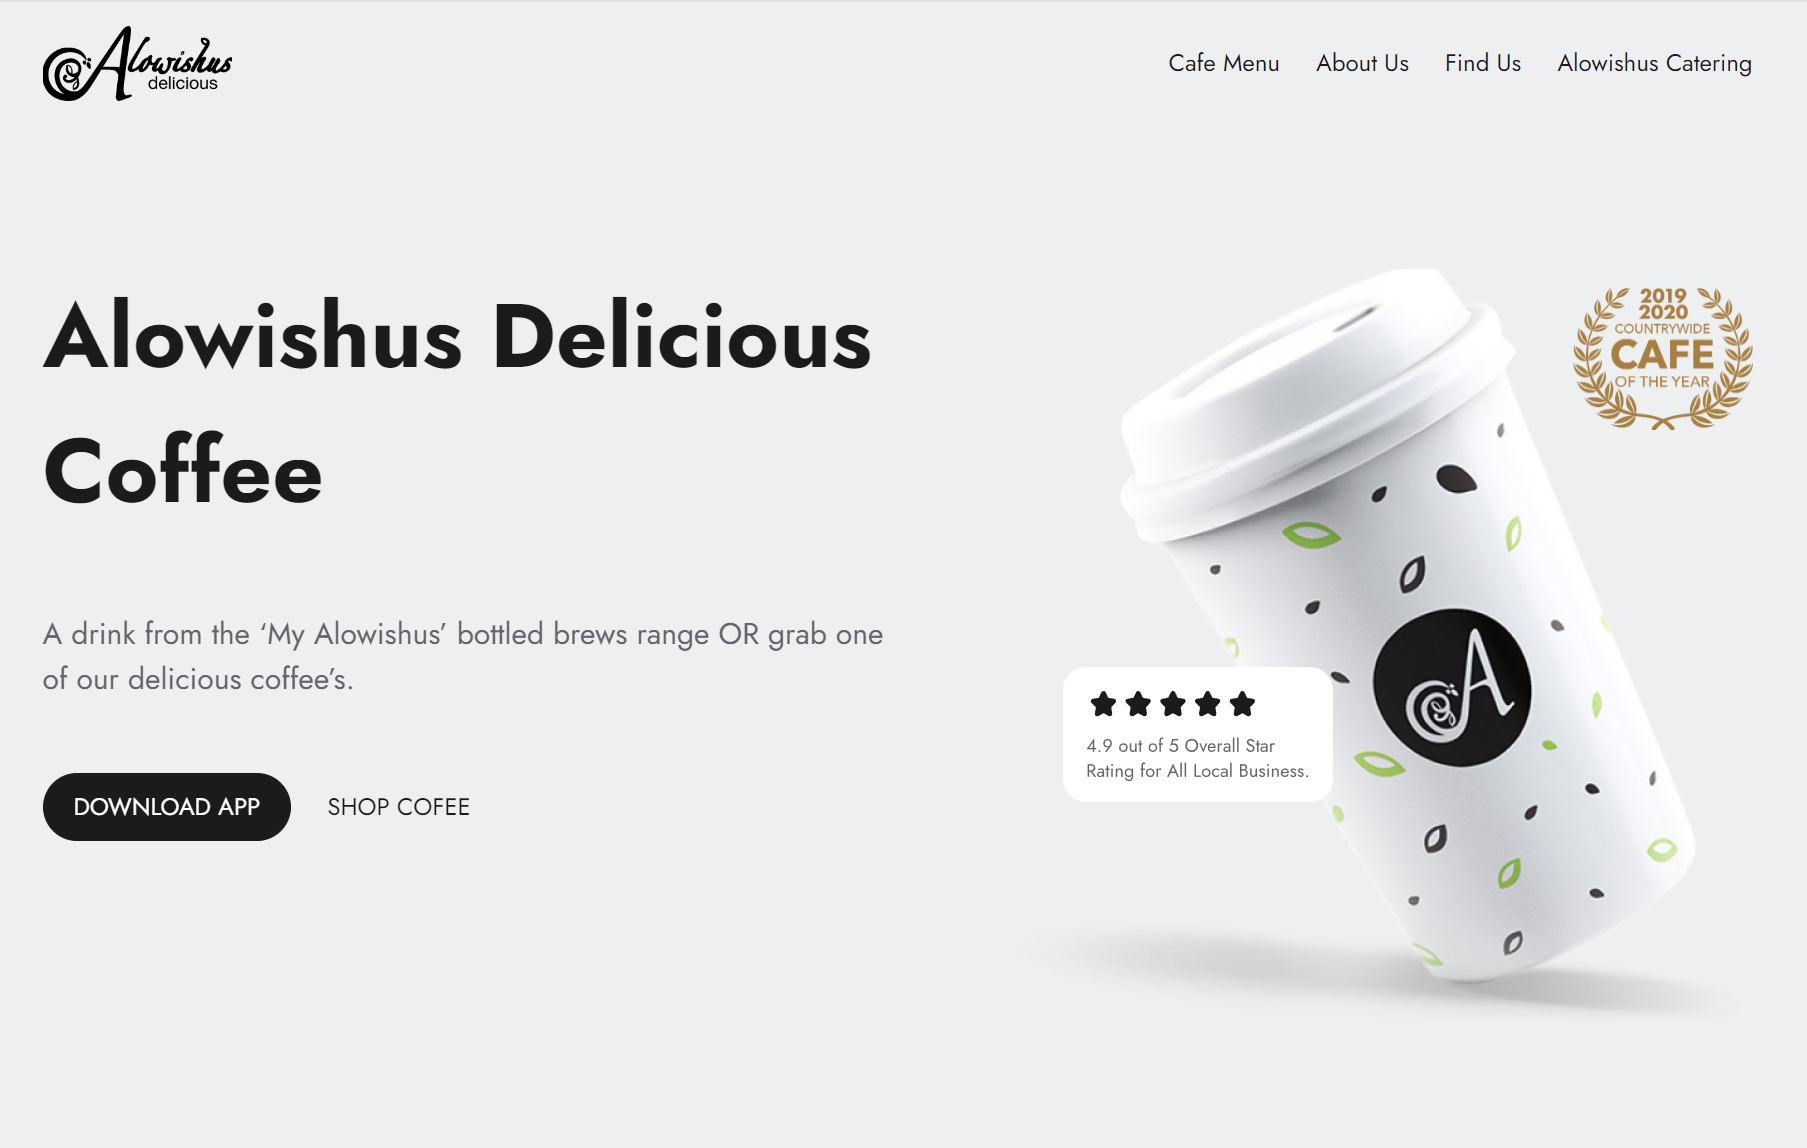 Alowishus
delicious
Cafe Menu
About Us
Find Us
Alowishus Catering
Alowishus Delicious
Coffee
A drink from the ‘My Alowishus’ bottled brews range OR grab one
of our delicious coffee’s.
DOWNLOAD APP
SHOP COFEE
2019
2020
COUNTRYWIDE
CAFE
OF THE YEAR
A
4.9 out of 5 Overall Star
Rating for All Local Business.